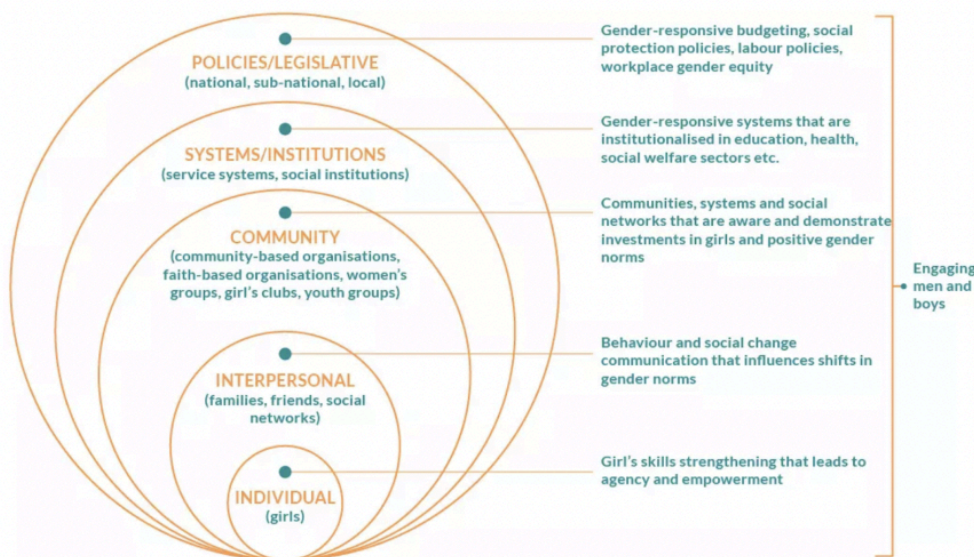 POLICIES/LEGISLATIVE
(national, sub-national, local)
Gender-responsive budgeting, social
protection policies, labour policies,
workplace gender equity
SYSTEMS/INSTITUTIONS
(service systems, social institutions)
Gender-responsive systems that are
institutionalised in education, health,
social welfare sectors etc.
COMMUNITY
(community-based organisations,
faith-based organisations, women's
groups, girl's clubs, youth groups)
Communities, systems and social
networks that are aware and demonstrate
investments in girls and positive gender
norms
INTERPERSONAL
(families, friends, social
networks)
Behaviour and social change
communication that influences shifts in
gender norms
INDIVIDUAL
(girls)
Girl's skills strengthening that leads to
agency and empowerment
Engaging
men and
boys